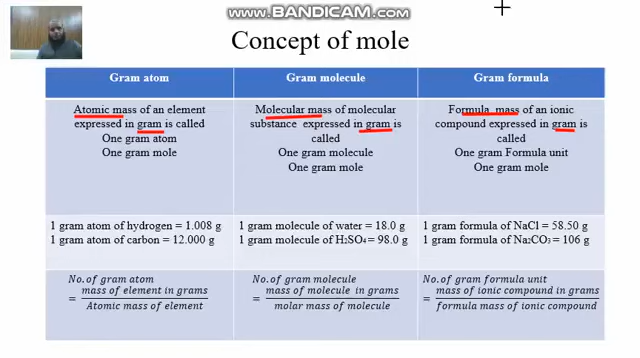 WWW.BANDICAM.COM
Concept of mole
Gram atom
Gram molecule
Gram formula
Atomic mass of an element
expressed in gram is called
One gram atom
One gram mole
Molecular mass of molecular
substance expressed in gram is
called
One gram molecule
One gram mole
Formula mass of an ionic
compound expressed in gram is
called
One gram Formula unit
One gram mole
1 gram atom of hydrogen = 1.008 g
1 gram atom of carbon = 12.000 g
1 gram molecule of water = 18.0 g
1 gram molecule of H₂SO₄ = 98.0 g
1 gram formula of NaCl = 58.50 g
1 gram formula of Na₂CO₃ = 106 g
No. of gram atom
= mass of element in grams
Atomic mass of element
No. of gram molecule
= mass of molecule in grams
molar mass of molecule
No. of gram formula unit
= mass of ionic compound in grams
formula mass of ionic compound